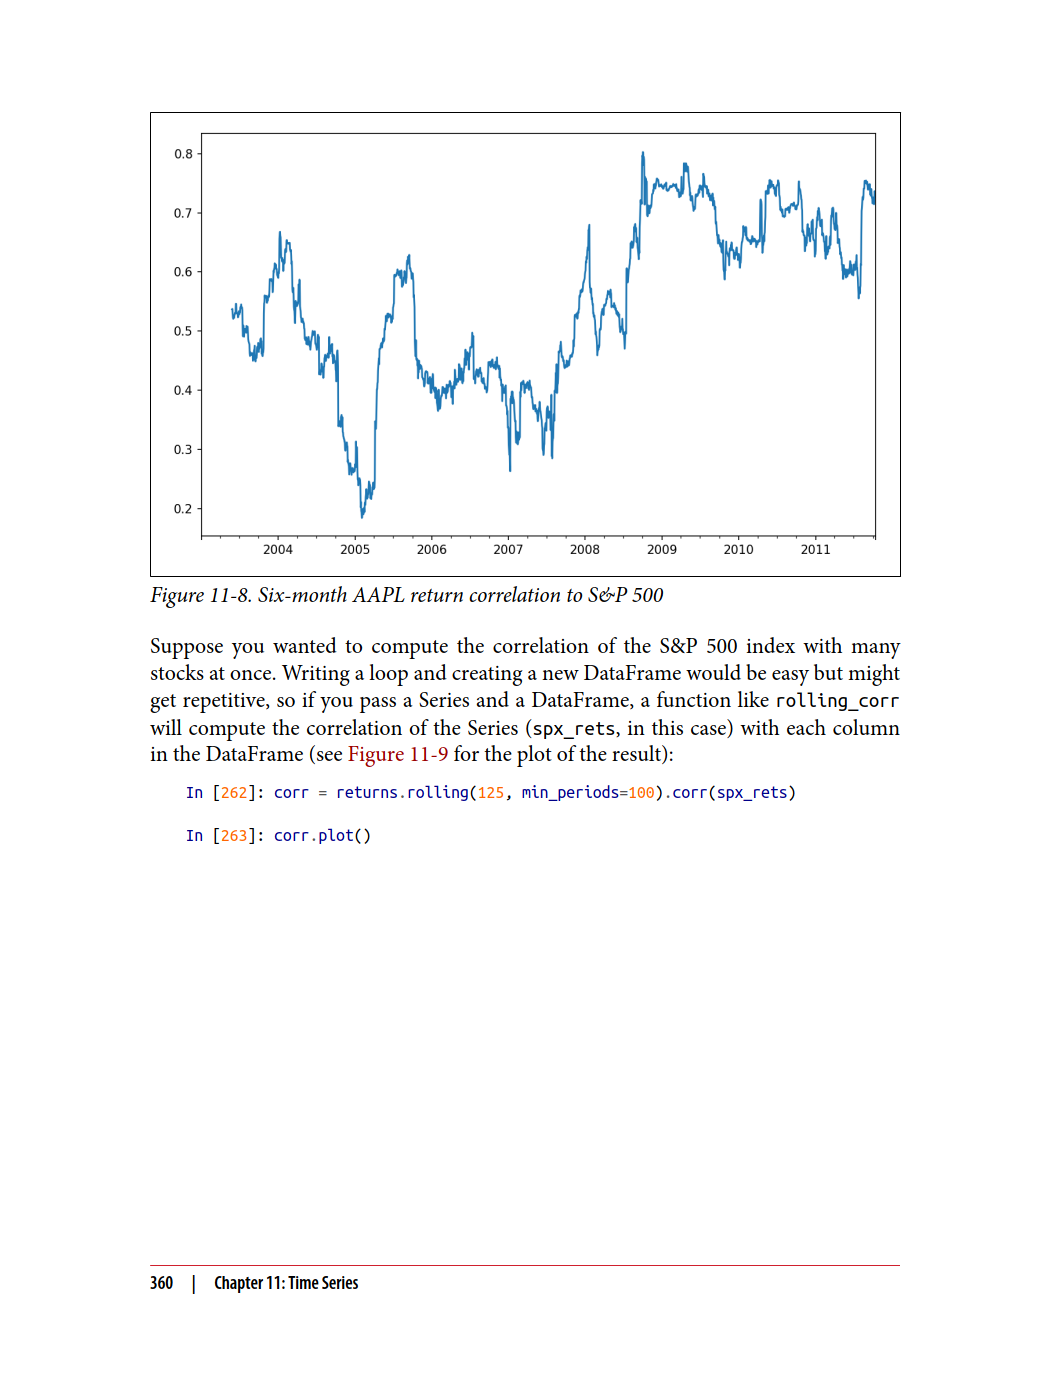 0.8
0.7
0.6
0.5
0.4
0.3
0.2
2004 2005 2006 2007 2008 2009 2010 2011
Figure 11-8. Six-month AAPL return correlation to S&P 500
Suppose you wanted to compute the correlation of the S&P 500 index with many
stocks at once. Writing a loop and creating a new DataFrame would be easy but might
get repetitive, so if you pass a Series and a DataFrame, a function like rolling_corr
will compute the correlation of the Series (spx_rets, in this case) with each column
in the DataFrame (see Figure 11-9 for the plot of the result):
In [262]: corr = returns.rolling(125, min_periods=100).corr(spx_rets)
In [263]: corr.plot()
360 | Chapter 11: Time Series